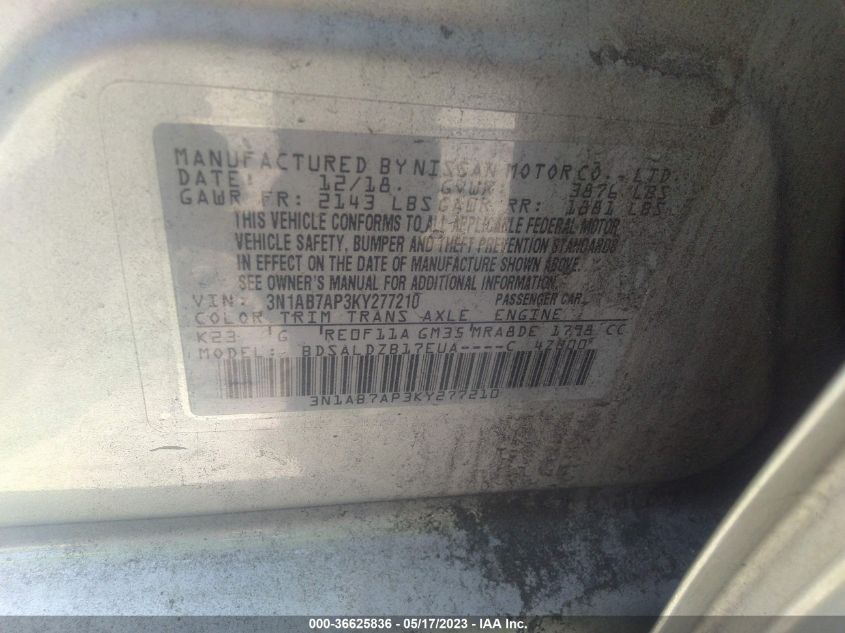 MANUFACTURED BY NISSAN MOTOR CO., LTD.
DATE: 12/18. GVWR: 3876 LBS
GAWR FR: 2143 LBS GAWR RR: 1881 LBS
THIS VEHICLE CONFORMS TO ALL APPLICABLE FEDERAL MOTOR
VEHICLE SAFETY, BUMPER AND THEFT PREVENTION STANDARDS
IN EFFECT ON THE DATE OF MANUFACTURE SHOWN ABOVE.
SEE OWNER'S MANUAL FOR ADDITIONAL INFORMATION.
VIN: 3N1AB7AP3KY277210 PASSENGER CAR
COLOR TRIM TRANS AXLE ENGINE
K23 G RE0F11A GM35 MRA8DE 1798 CC
MODEL: BDSALDZB17EUA----C
3N1AB7AP3KY277210
000-36625836 - 05/17/2023 - IAA Inc.